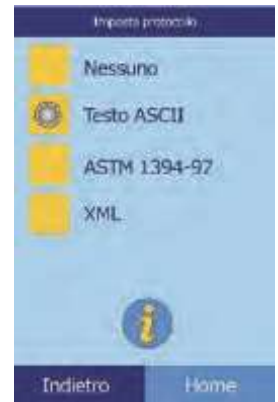 Imposta protocollo
Nessuno
Testo ASCII
ASTM 1394-97
XML
i
Indietro Home